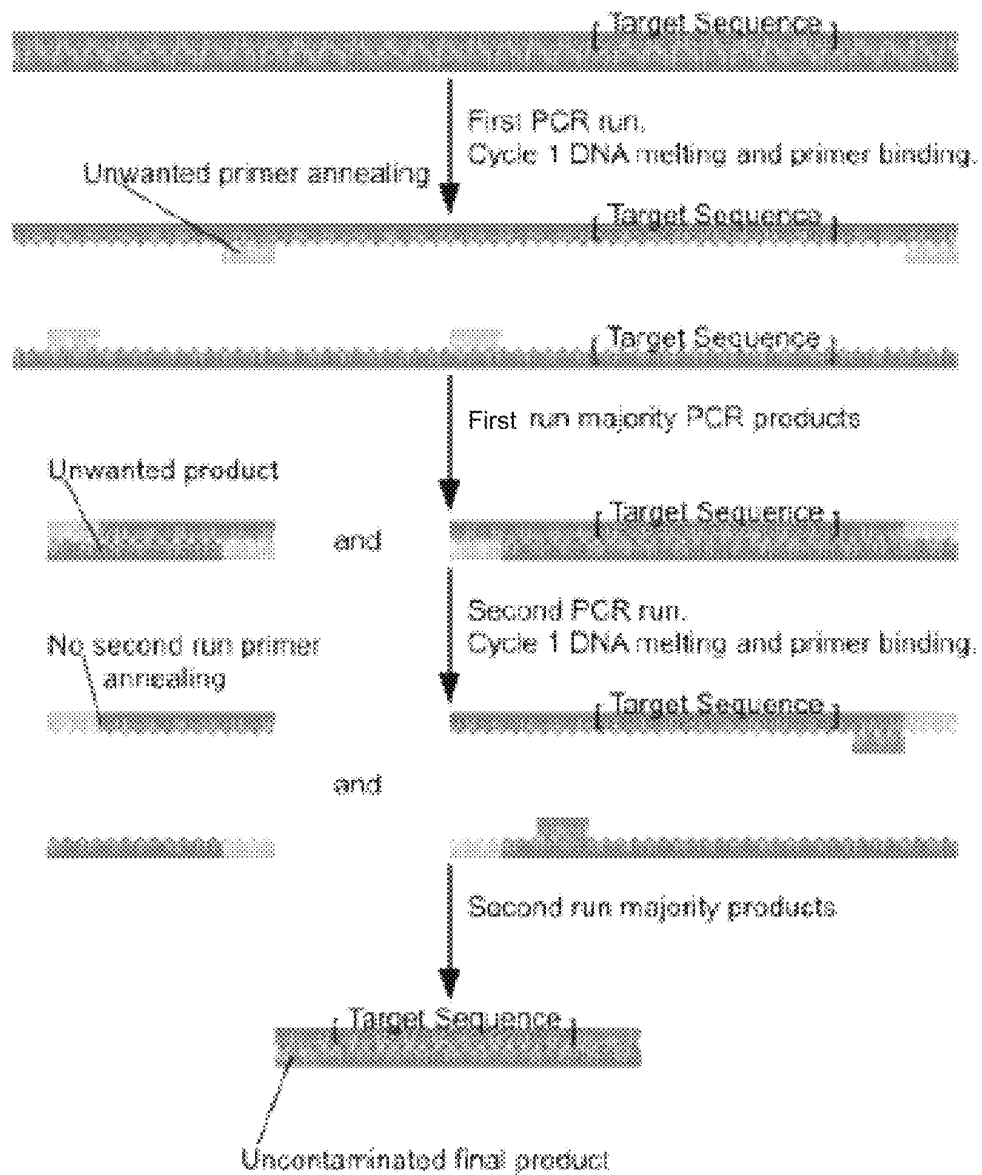 [ Target Sequence ]
First PCR run.
Cycle 1 DNA melting and primer binding.
Unwanted primer annealing
[ Target Sequence ]
[ Target Sequence ]
First run majority PCR products
Unwanted product
[ Target Sequence ]
and
Second PCR run.
Cycle 1 DNA melting and primer binding.
No second run primer
annealing
[ Target Sequence ]
and
Second run majority products
[ Target Sequence ]
Uncontaminated final product